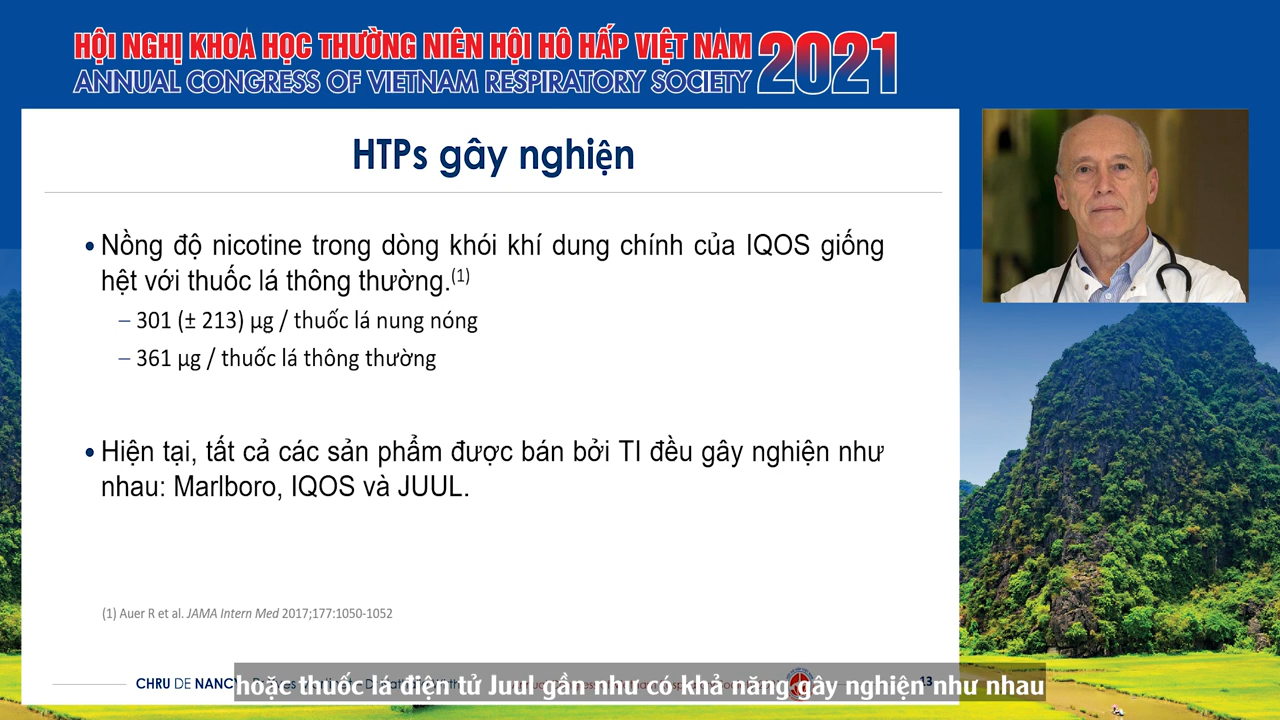 HỘI NGHỊ KHOA HỌC THƯỜNG NIÊN HỘI HÔ HẤP VIỆT NAM
ANNUAL CONGRESS OF VIETNAM RESPIRATORY SOCIETY
2021
HTPs gây nghiện
• Nồng độ nicotine trong dòng khói khí dung chính của IQOS giống
hệt với thuốc lá thông thường.(1)
– 301 (± 213) µg / thuốc lá nung nóng
– 361 µg / thuốc lá thông thường
• Hiện tại, tất cả các sản phẩm được bán bởi TI đều gây nghiện như
nhau: Marlboro, IQOS và JUUL.
(1) Auer R et al. JAMA Intern Med 2017;177:1050-1052
CHRU DE NANCY
13
hoặc thuốc lá điện tử Juul gần như có khả năng gây nghiện như nhau